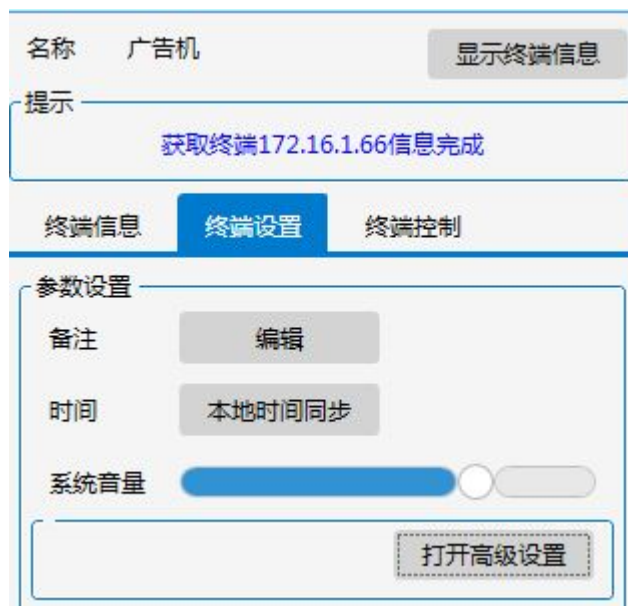 名称 广告机 显示终端信息
提示
获取终端172.16.1.66信息完成
终端信息 终端设置 终端控制
参数设置
备注 编辑
时间 本地时间同步
系统音量
打开高级设置